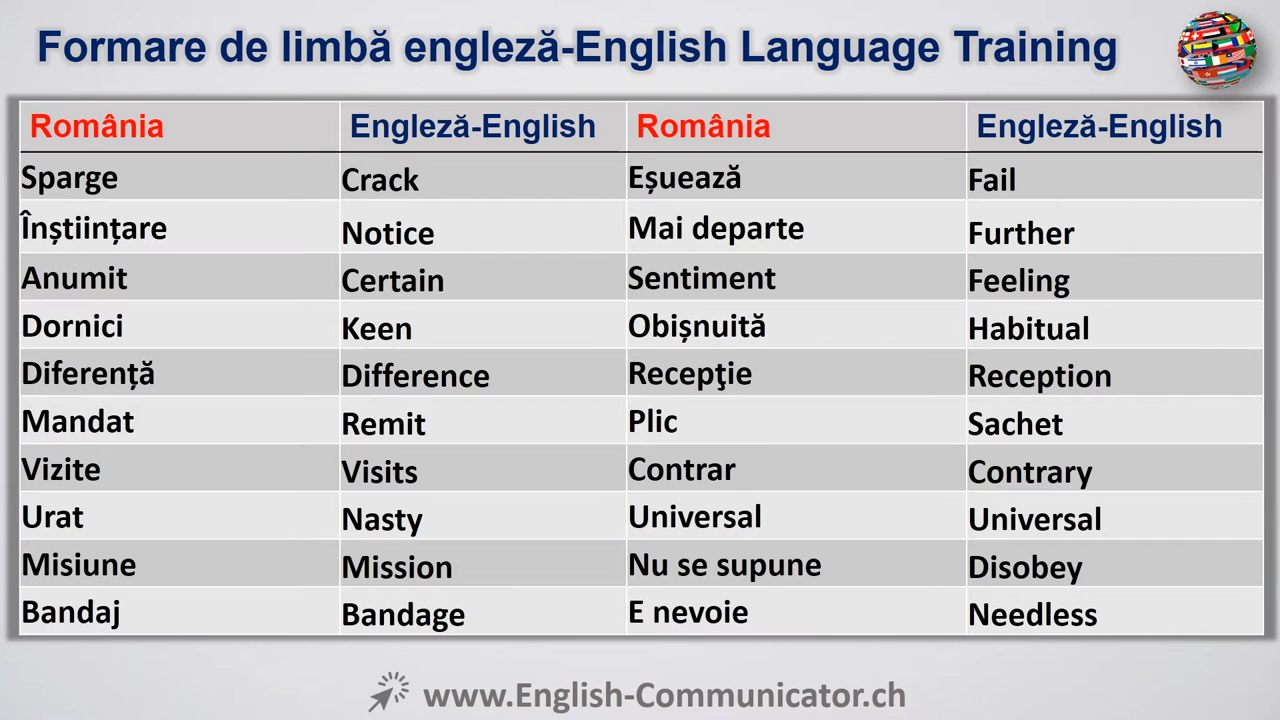 Formare de limbă engleză-English Language Training
România Engleză-English România Engleză-English
Sparge Crack Eșuează Fail
Înștiințare Notice Mai departe Further
Anumit Certain Sentiment Feeling
Dornici Keen Obișnuită Habitual
Diferență Difference Recepţie Reception
Mandat Remit Plic Sachet
Vizite Visits Contrar Contrary
Urat Nasty Universal Universal
Misiune Mission Nu se supune Disobey
Bandaj Bandage E nevoie Needless
www.English-Communicator.ch